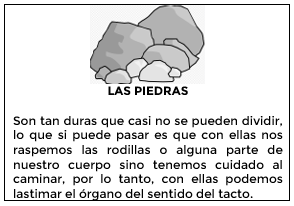 LAS PIEDRAS
Son tan duras que casi no se pueden dividir,
lo que si puede pasar es que con ellas nos
raspemos las rodillas o alguna parte de
nuestro cuerpo sino tenemos cuidado al
caminar, por lo tanto, con ellas podemos
lastimar el órgano del sentido del tacto.